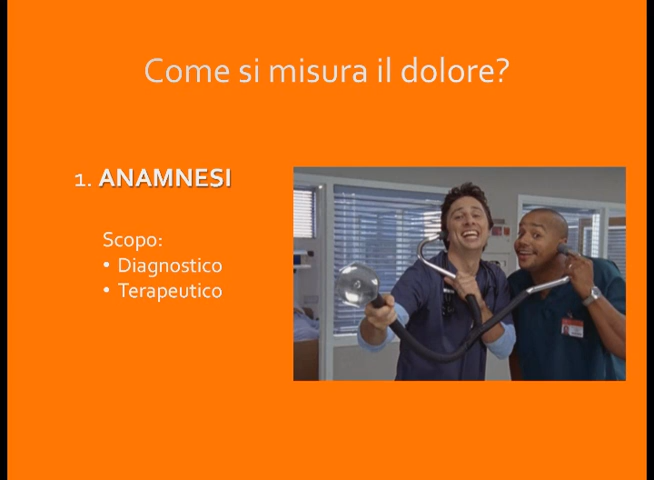 Come si misura il dolore?
1. ANAMNESI
Scopo:
• Diagnostico
• Terapeutico